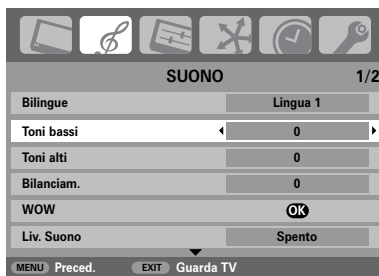 SUONO 1/2
Bilingue Lingua 1
Toni bassi 0
Toni alti 0
Bilanciam. 0
WOW OK
Liv. Suono Spento
MENU Preced. EXIT Guarda TV